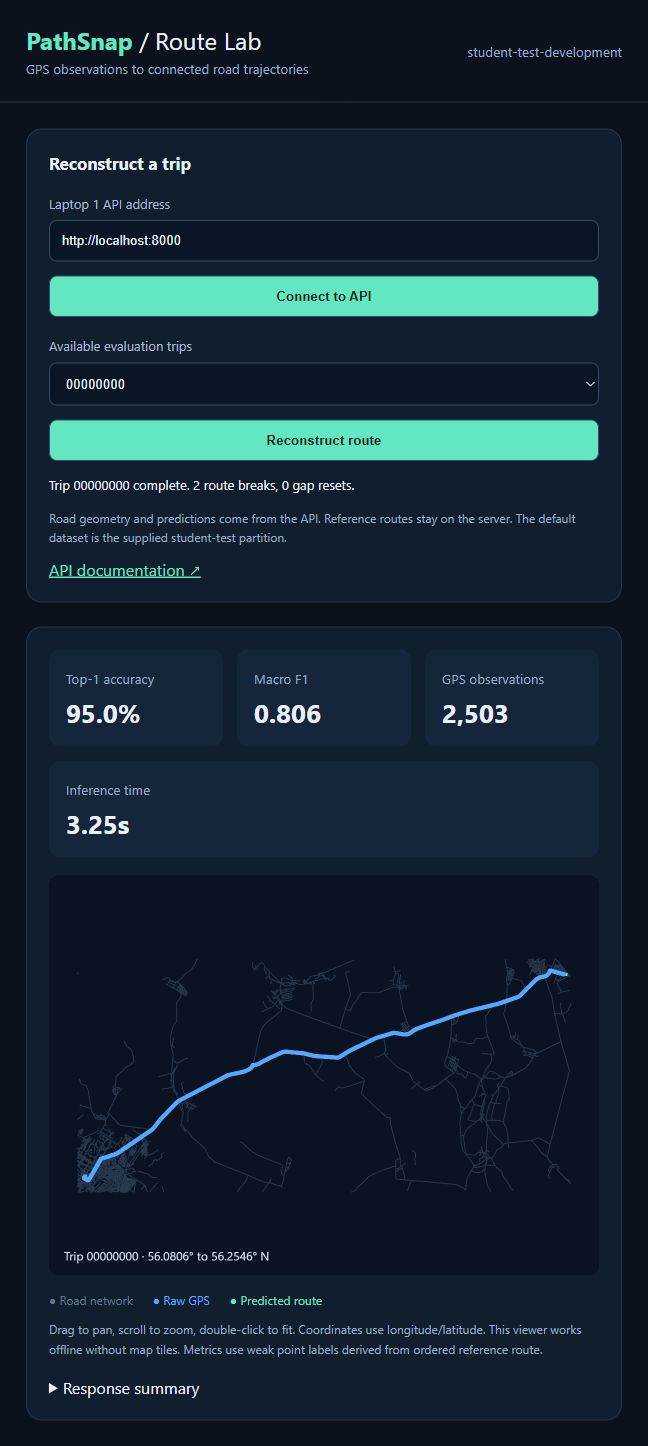 PathSnap / Route Lab
GPS observations to connected road trajectories
student-test-development
Reconstruct a trip
Laptop 1 API address
http://localhost:8000
Connect to API
Available evaluation trips
00000000
Reconstruct route
Trip 00000000 complete. 2 route breaks, 0 gap resets.
Road geometry and predictions come from the API. Reference routes stay on the server. The default
dataset is the supplied student-test partition.
API documentation ↗
Top-1 accuracy
95.0%
Macro F1
0.806
GPS observations
2,503
Inference time
3.25s
Trip 00000000 · 56.0806° to 56.2546° N
● Road network ● Raw GPS ● Predicted route
Drag to pan, scroll to zoom, double-click to fit. Coordinates use longitude/latitude. This viewer works
offline without map tiles. Metrics use weak point labels derived from ordered reference route.
▶ Response summary